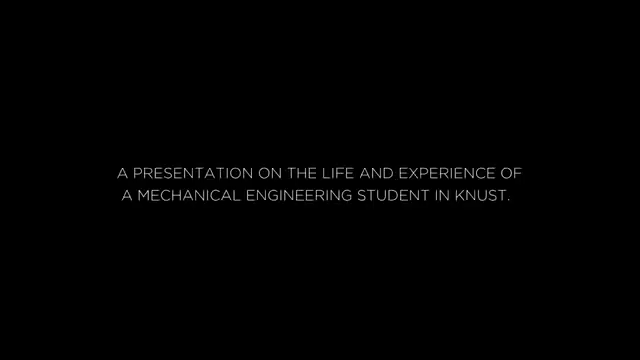 A PRESENTATION ON THE LIFE AND EXPERIENCE OF
A MECHANICAL ENGINEERING STUDENT IN KNUST.